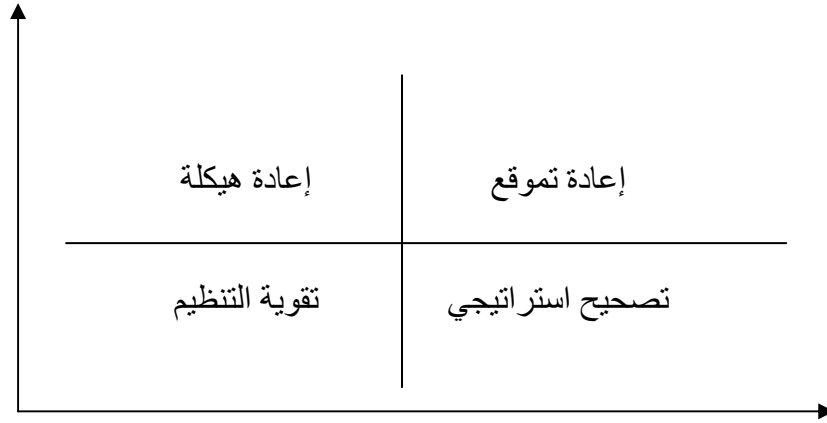 إعادة تموقع
إعادة هيكلة
تصحيح استراتيجي
تقوية التنظيم